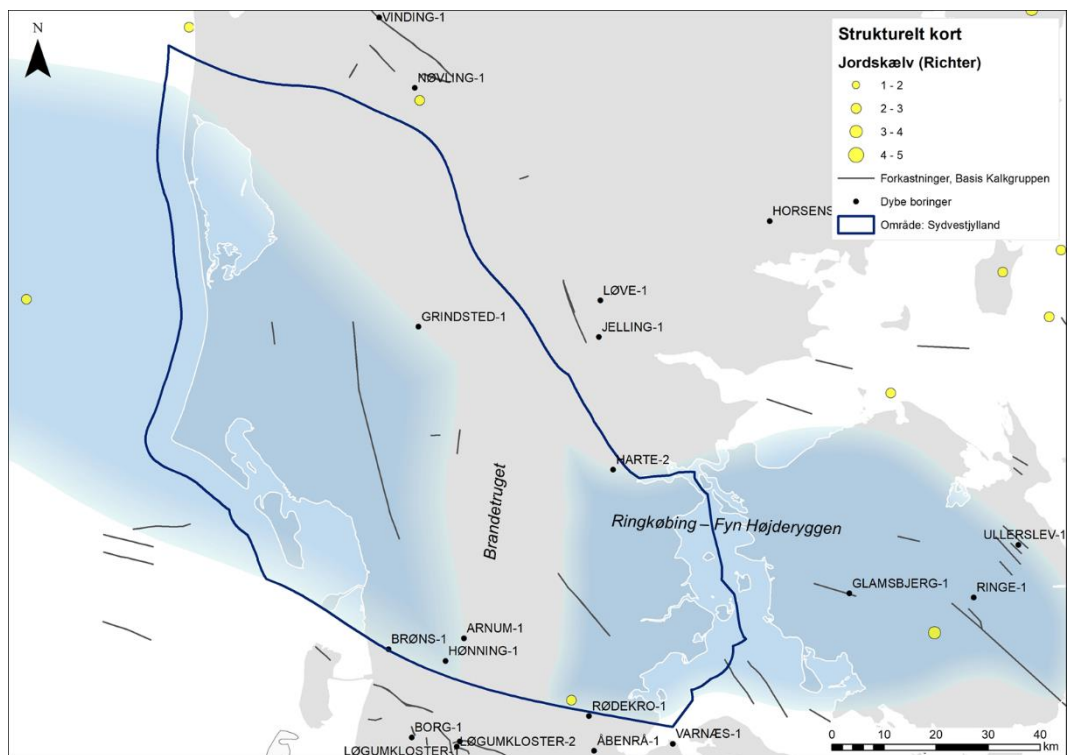 N
VINDING-1
NØVLING-1
Strukturelt kort
Jordskælv (Richter)
1 - 2
2 - 3
3 - 4
4 - 5
Forkastninger, Basis Kalkgruppen
Dybe boringer
Område: Sydvestjylland
HORSENS
LØVE-1
GRINDSTED-1
JELLING-1
HARTE-2
Brandetruget
Ringkøbing – Fyn Højderyggen
ULLERSLEV-1
GLAMSBJERG-1
RINGE-1
ARNUM-1
BRØNS-1
HØNNING-1
RØDEKRO-1
BORG-1
LØGUMKLOSTER-2
LØGUMKLOSTER-1
ÅBENRÅ-1
VARNÆS-1
0
10
20
30
40
km